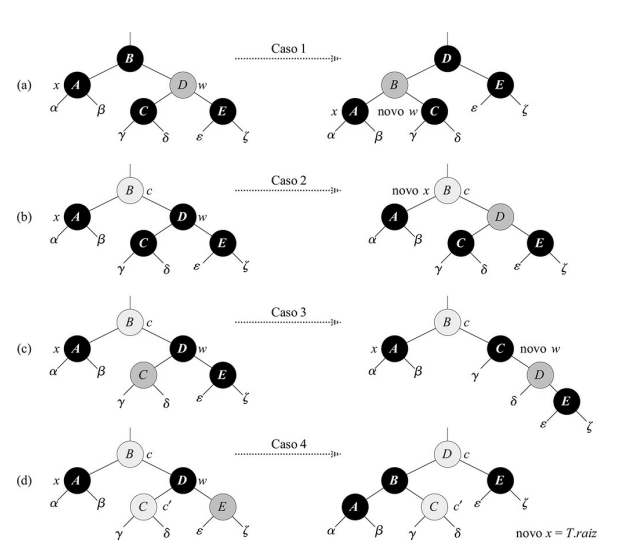 Caso 1
B D
(a) x A D w B E
α β C E x A novo w C ε ζ
γ δ ε ζ α β γ δ
Caso 2
B c novo x B c
(b) x A D w A D
α β C E α β C E
γ δ ε ζ γ δ ε ζ
Caso 3
B c B c
(c) x A D w x A C novo w
α β C E α β γ D
γ δ ε ζ δ E
ε ζ
Caso 4
B c D c
(d) x A D w B E
α β C c′ E A C c′ ε ζ
γ δ ε ζ α β γ δ
novo x = T.raiz